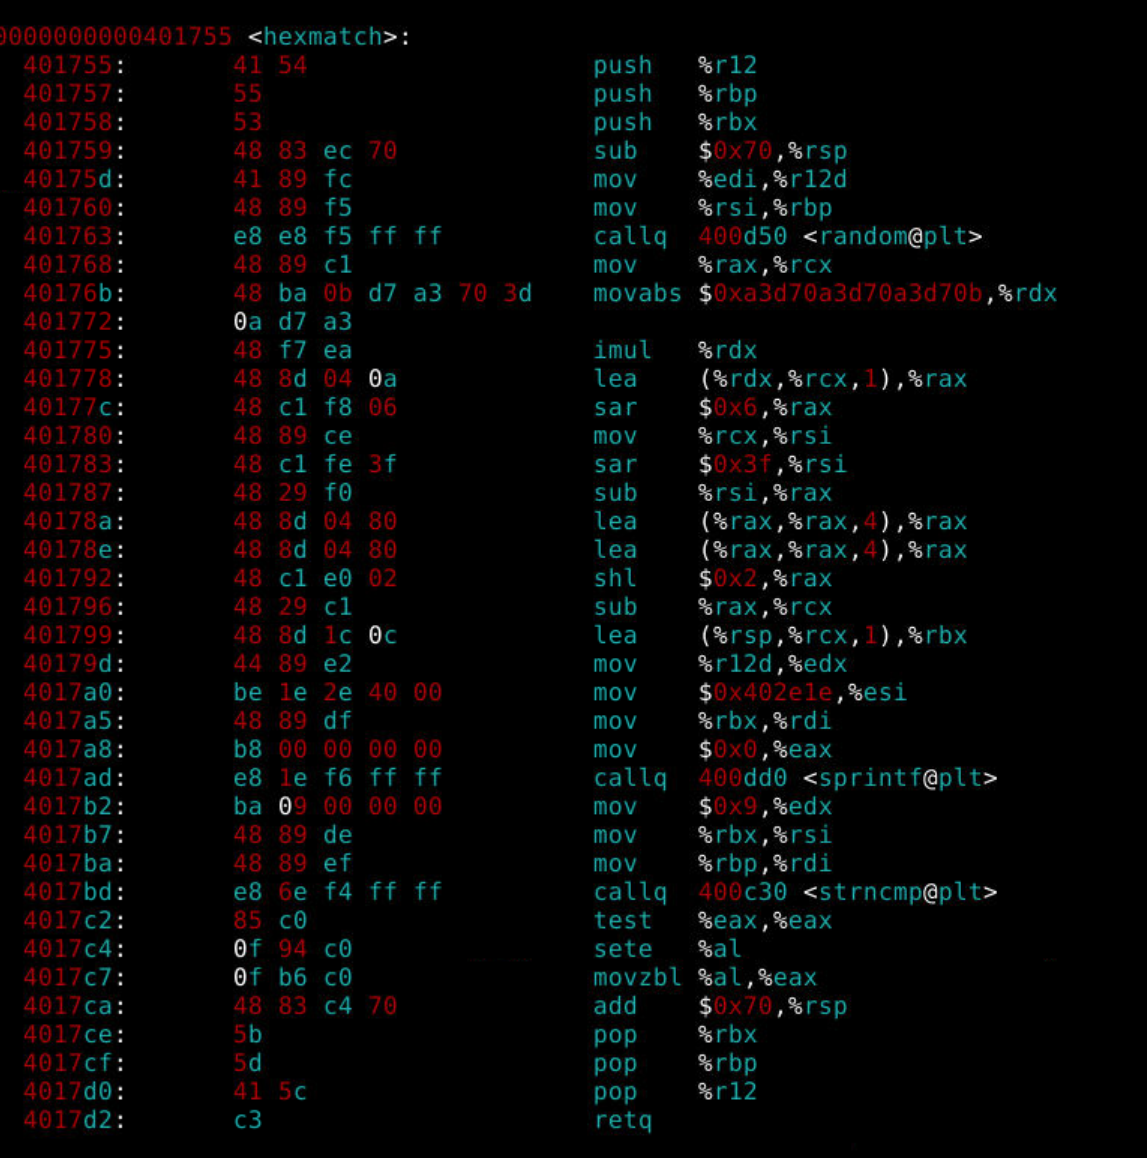 0000000000401755 <hexmatch>:
401755: 41 54 push %r12
401757: 55 push %rbp
401758: 53 push %rbx
401759: 48 83 ec 70 sub $0x70,%rsp
40175d: 41 89 fc mov %edi,%r12d
401760: 48 89 f5 mov %rsi,%rbp
401763: e8 e8 f5 ff ff callq 400d50 <random@plt>
401768: 48 89 c1 mov %rax,%rcx
40176b: 48 ba 0b d7 a3 70 3d movabs $0xa3d70a3d70a3d70b,%rdx
401772: 0a d7 a3
401775: 48 f7 ea imul %rdx
401778: 48 8d 04 0a lea (%rdx,%rcx,1),%rax
40177c: 48 c1 f8 06 sar $0x6,%rax
401780: 48 89 ce mov %rcx,%rsi
401783: 48 c1 fe 3f sar $0x3f,%rsi
401787: 48 29 f0 sub %rsi,%rax
40178a: 48 8d 04 80 lea (%rax,%rax,4),%rax
40178e: 48 8d 04 80 lea (%rax,%rax,4),%rax
401792: 48 c1 e0 02 shl $0x2,%rax
401796: 48 29 c1 sub %rax,%rcx
401799: 48 8d 1c 0c lea (%rsp,%rcx,1),%rbx
40179d: 44 89 e2 mov %r12d,%edx
4017a0: be 1e 2e 40 00 mov $0x402e1e,%esi
4017a5: 48 89 df mov %rbx,%rdi
4017a8: b8 00 00 00 00 mov $0x0,%eax
4017ad: e8 1e f6 ff ff callq 400dd0 <sprintf@plt>
4017b2: ba 09 00 00 00 mov $0x9,%edx
4017b7: 48 89 de mov %rbx,%rsi
4017ba: 48 89 ef mov %rbp,%rdi
4017bd: e8 6e f4 ff ff callq 400c30 <strncmp@plt>
4017c2: 85 c0 test %eax,%eax
4017c4: 0f 94 c0 sete %al
4017c7: 0f b6 c0 movzbl %al,%eax
4017ca: 48 83 c4 70 add $0x70,%rsp
4017ce: 5b pop %rbx
4017cf: 5d pop %rbp
4017d0: 41 5c pop %r12
4017d2: c3 retq